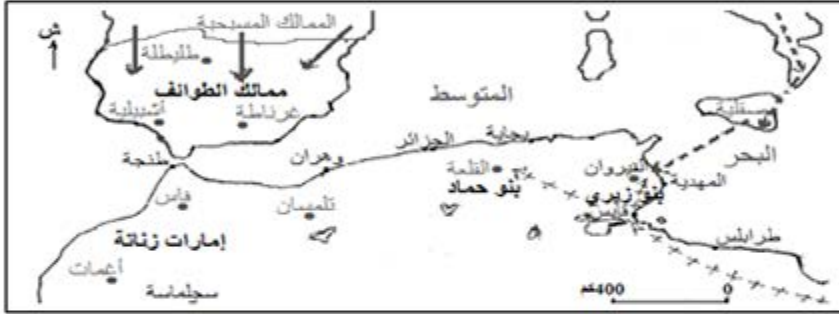 الممالك المسيحية
ش
طليطلة
ممالك الطوائف
المتوسط
أشبيلية
غرناطة
صقلية
البحر
بجاية
الجزائر
وهران
طنجة
القلعة
القيروان
المهدية
بنو حماد
بنو زيري
فاس
تلمسان
قابس
إمارات زناتة
طرابلس
أغمات
سجلماسة
0
400كم